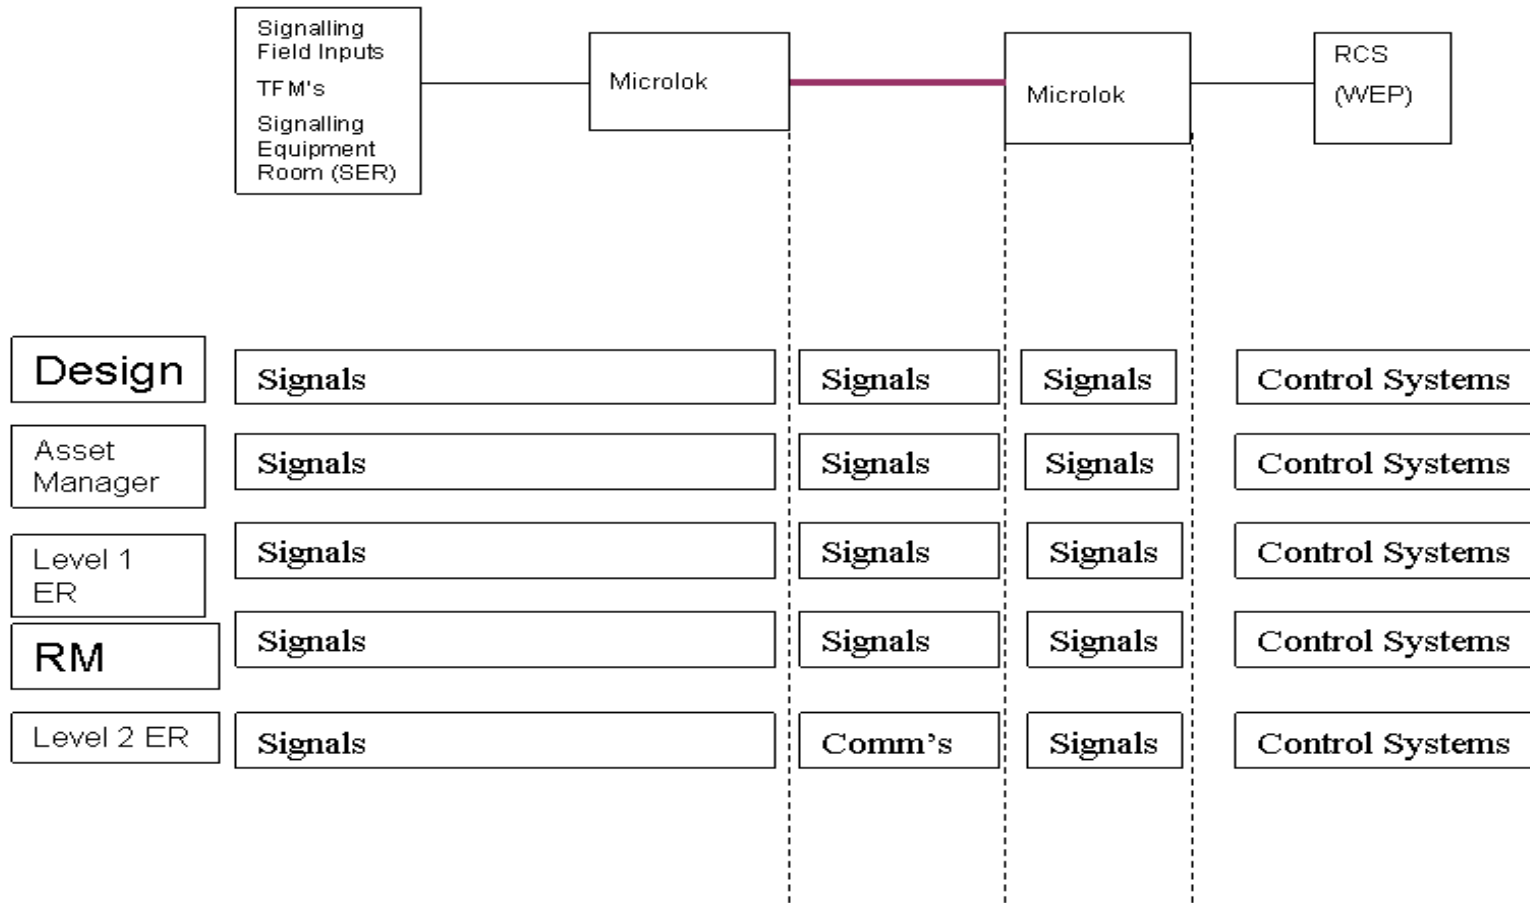 Signalling
Field Inputs
TFM's
Signalling
Equipment
Room (SER)
Microlok
Microlok
RCS
(WEP)
Design
Signals
Signals
Signals
Control Systems
Asset
Manager
Signals
Signals
Signals
Control Systems
Level 1
ER
Signals
Signals
Signals
Control Systems
RM
Signals
Signals
Signals
Control Systems
Level 2 ER
Signals
Comm’s
Signals
Control Systems